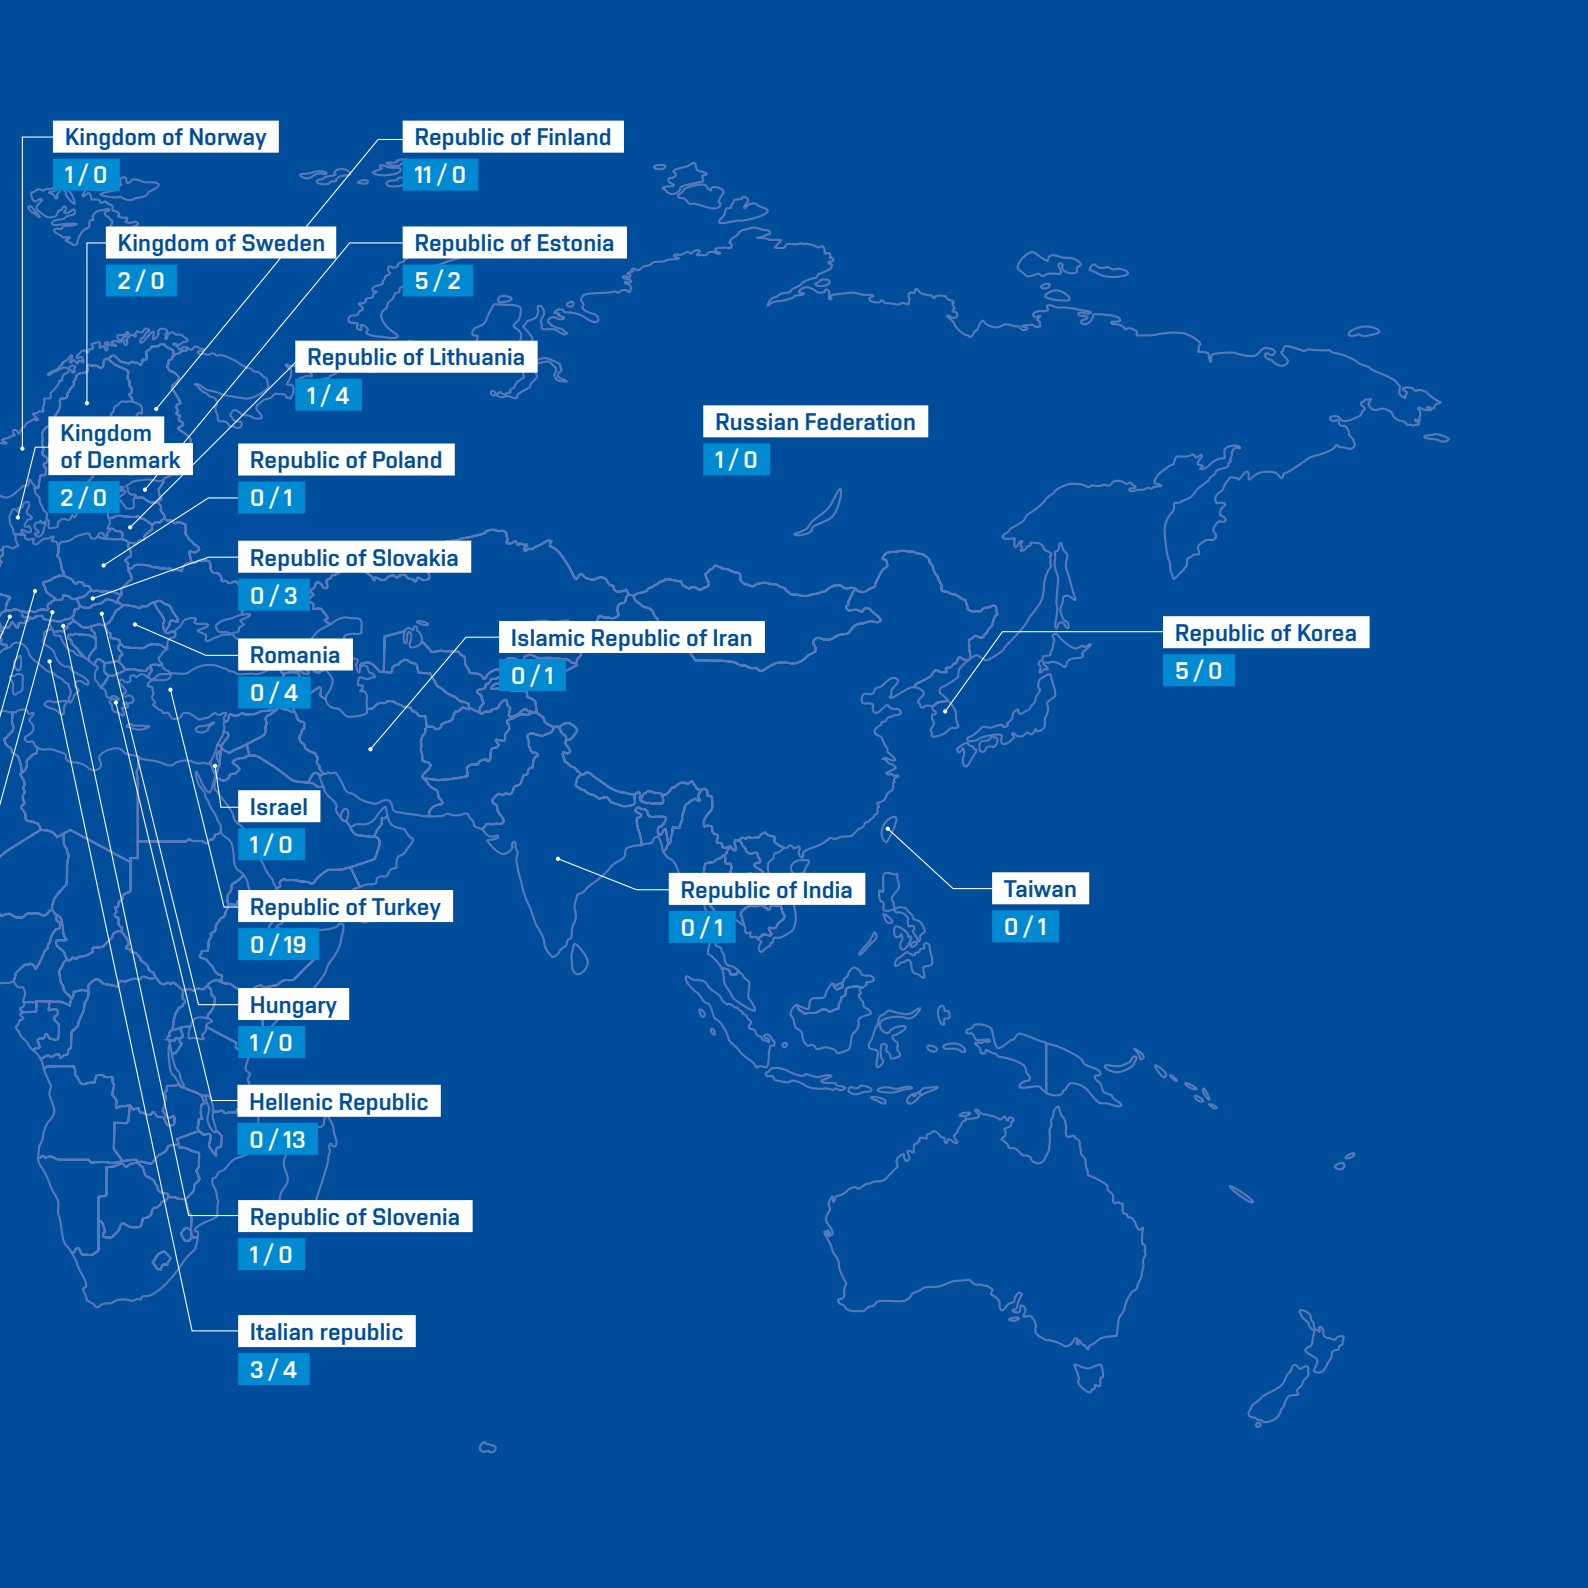 Kingdom of Norway
1 / 0
Republic of Finland
11 / 0
Kingdom of Sweden
2 / 0
Republic of Estonia
5 / 2
Republic of Lithuania
1 / 4
Kingdom
of Denmark
2 / 0
Russian Federation
1 / 0
Republic of Poland
0 / 1
Republic of Slovakia
0 / 3
Romania
0 / 4
Islamic Republic of Iran
0 / 1
Republic of Korea
5 / 0
Israel
1 / 0
Republic of India
0 / 1
Taiwan
0 / 1
Republic of Turkey
0 / 19
Hungary
1 / 0
Hellenic Republic
0 / 13
Republic of Slovenia
1 / 0
Italian republic
3 / 4